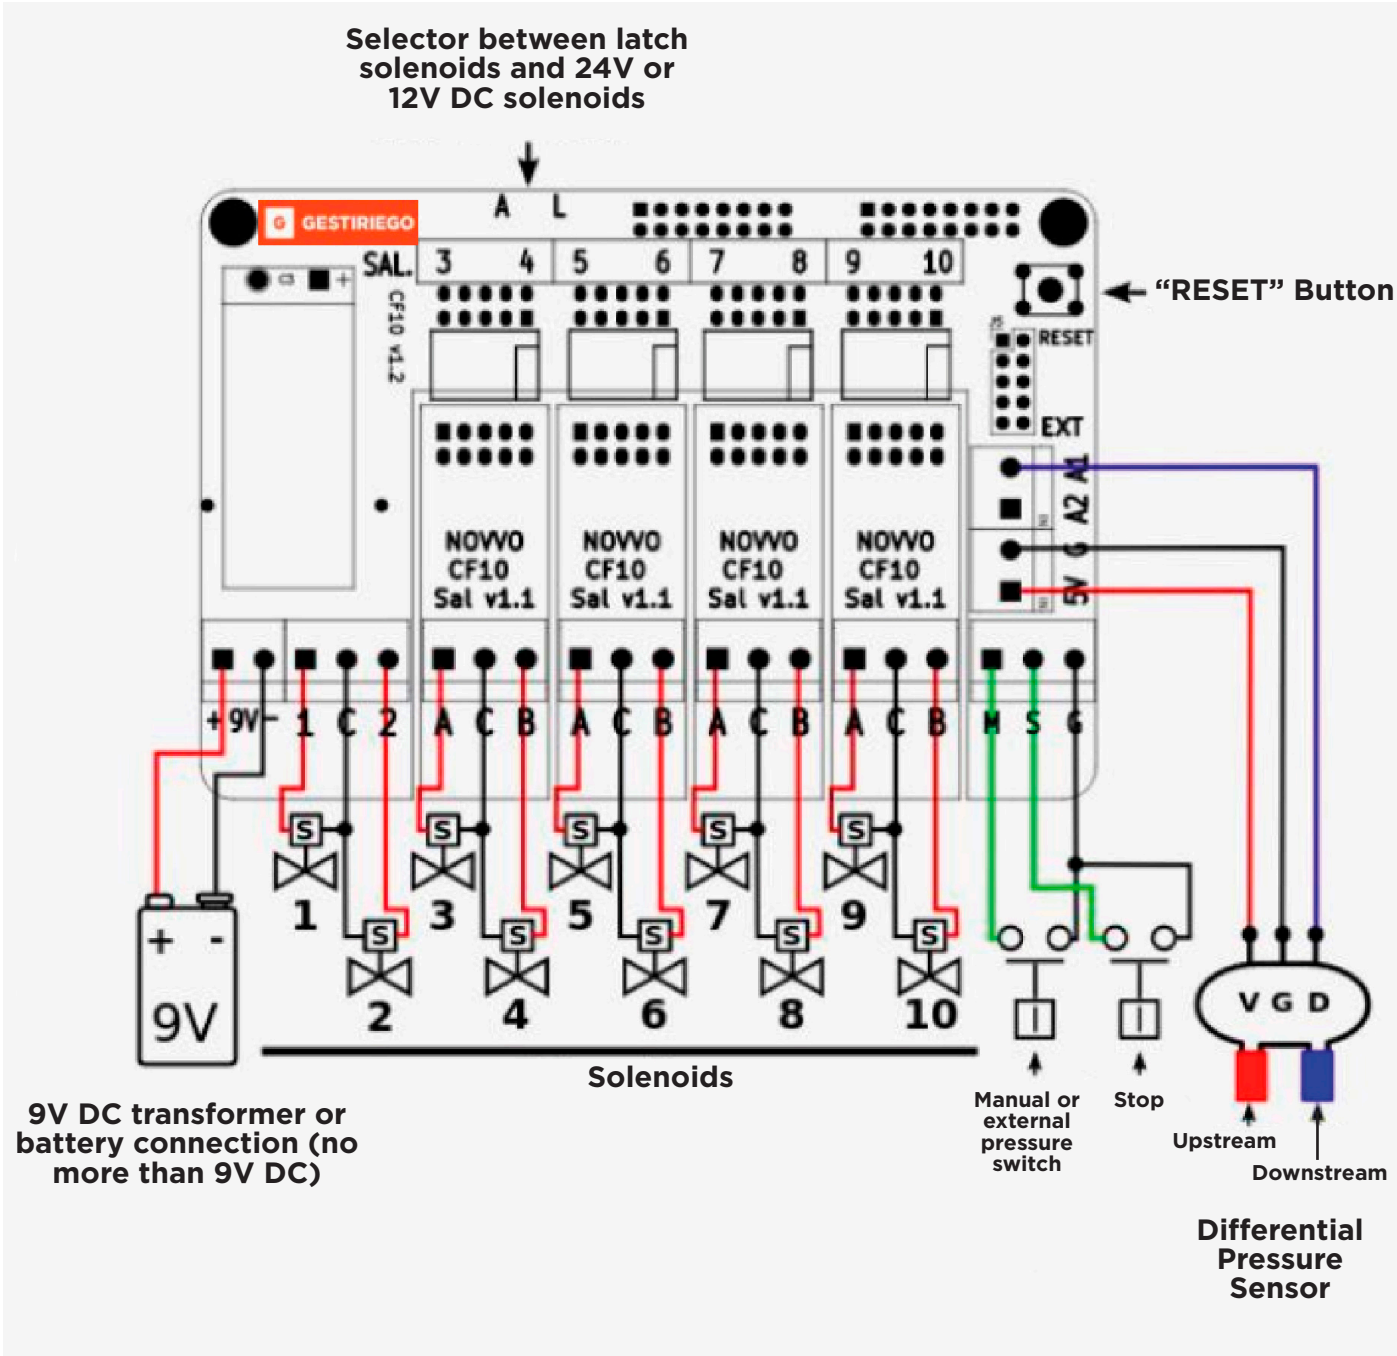 Selector between latch
solenoids and 24V or
12V DC solenoids
A L
G GESTIRIEGO
SAL. 3 4 5 6 7 8 9 10
+
“RESET” Button
CF10 v1.2
RESET
EXT
A1
A2
G
5V
NOVVO NOVVO NOVVO NOVVO
CF10 CF10 CF10 CF10
Sal v1.1 Sal v1.1 Sal v1.1 Sal v1.1
+ 9V - 1 C 2 A C B A C B A C B A C B M S G
S S S S S
1 3 5 7 9
S S S S S
2 4 6 8 10
+ -
9V
V G D
Solenoids
9V DC transformer or
battery connection (no
more than 9V DC)
Manual or
external
pressure
switch
Stop
Upstream
Downstream
Differential
Pressure
Sensor